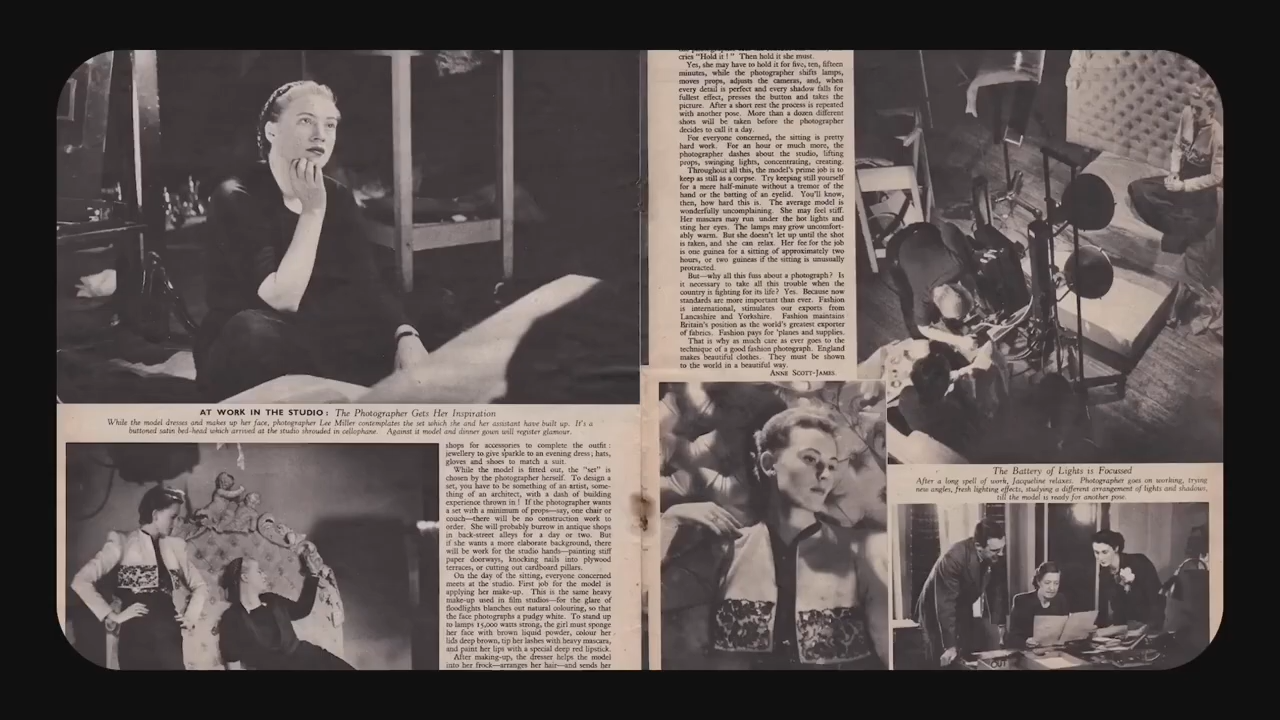 AT WORK IN THE STUDIO: The Photographer Gets Her Inspiration
While the model dresses and makes up her face, photographer Lee Miller contemplates the set which she and her assistant have built up. It's a
buttoned satin bed-head which arrived at the studio shrouded in cellophane. Against it model and dinner gown will register glamour.
shops for accessories to complete the outfit:
jewellery to give sparkle to an evening dress; hats,
gloves and shoes to match a suit.
While the model is fitted out, the "set" is
chosen by the photographer herself. To design a
set, you have to be something of an artist, some-
thing of an architect, with a dash of building
experience thrown in! If the photographer wants
a set with a minimum of props—say, one chair or
couch—there will be no construction work to
order. She will probably burrow in antique shops
in back-street alleys for a day or two. But
if she wants a more elaborate background, there
will be work for the studio hands—painting stiff
paper doorways, knocking nails into plywood
terraces, or cutting out cardboard pillars.
On the day of the sitting, everyone concerned
meets at the studio. First job for the model is
applying her make-up. This is the same heavy
make-up used in film studios—for the glare of
floodlights blanches out natural colouring, so that
the face photographs a pudgy white. To stand up
to lamps 15,000 watts strong, the girl must sponge
her face with brown liquid powder, colour her
lids deep brown, tip her lashes with heavy mascara,
and paint her lips with a special deep red lipstick.
After making-up, the dresser helps the model
into her frock—arranges her hair—and sends her
cries "Hold it!" Then hold it she must.
Yes, she may have to hold it for five, ten, fifteen
minutes, while the photographer shifts lamps,
moves props, adjusts the cameras, and, when
every detail is perfect and every shadow falls for
fullest effect, presses the button and takes the
picture. After a short rest the process is repeated
with another pose. More than a dozen different
shots will be taken before the photographer
decides to call it a day.
For everyone concerned, the sitting is pretty
hard work. For an hour or much more, the
photographer dashes about the studio, lifting
props, swinging lights, concentrating, creating.
Throughout all this, the model's prime job is to
keep as still as a corpse. Try keeping still yourself
for a mere half-minute without a tremor of the
hand or the batting of an eyelid. You'll know,
then, how hard this is. The average model is
wonderfully uncomplaining. She may feel stiff.
Her mascara may run under the hot lights and
sting her eyes. The lamps may grow uncomfort-
ably warm. But she doesn't let up until the shot
is taken, and she can relax. Her fee for the job
is one guinea for a sitting of approximately two
hours, or two guineas if the sitting is unusually
protracted.
But—why all this fuss about a photograph? Is
it necessary to take all this trouble when the
country is fighting for its life? Yes. Because now
standards are more important than ever. Fashion
is international, stimulates our exports from
Lancashire and Yorkshire. Fashion maintains
Britain's position as the world's greatest exporter
of fabrics. Fashion pays for 'planes and supplies.
That is why as much care as ever goes to the
technique of a good fashion photograph. England
makes beautiful clothes. They must be shown
to the world in a beautiful way.
ANNE SCOTT-JAMES.
The Battery of Lights is Focussed
After a long spell of work, Jacqueline relaxes. Photographer goes on working, trying
new angles, fresh lighting effects, studying a different arrangement of lights and shadows,
till the model is ready for another pose.